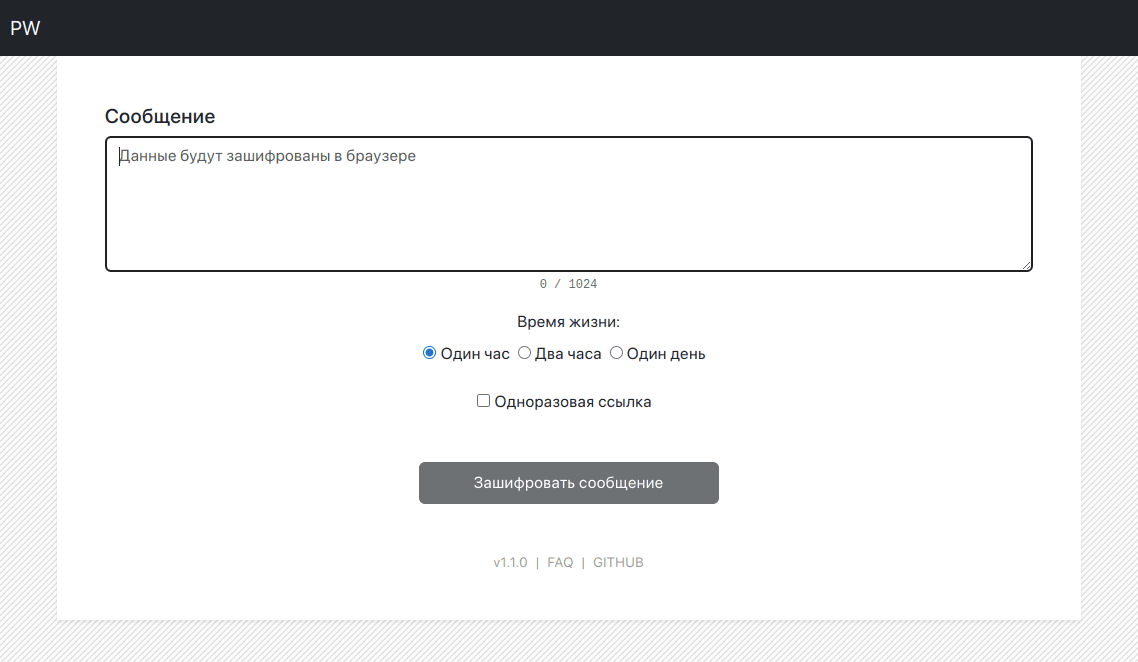 PW
Сообщение
Данные будут зашифрованы в браузере
0 / 1024
Время жизни:
Один час Два часа Один день
Одноразовая ссылка
Зашифровать сообщение
v1.1.0 | FAQ | GITHUB